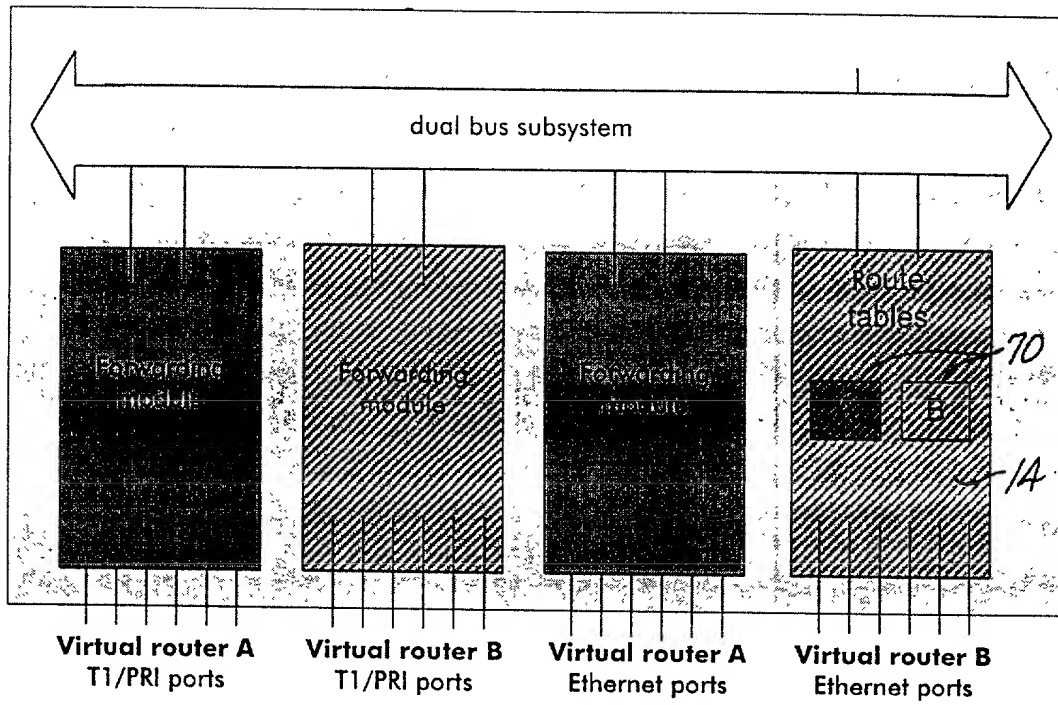 dual bus subsystem
Forwarding
module
Forwarding
module
Forwarding
module
Route
tables
70
B
14
Virtual router A
T1/PRI ports
Virtual router B
T1/PRI ports
Virtual router A
Ethernet ports
Virtual router B
Ethernet ports